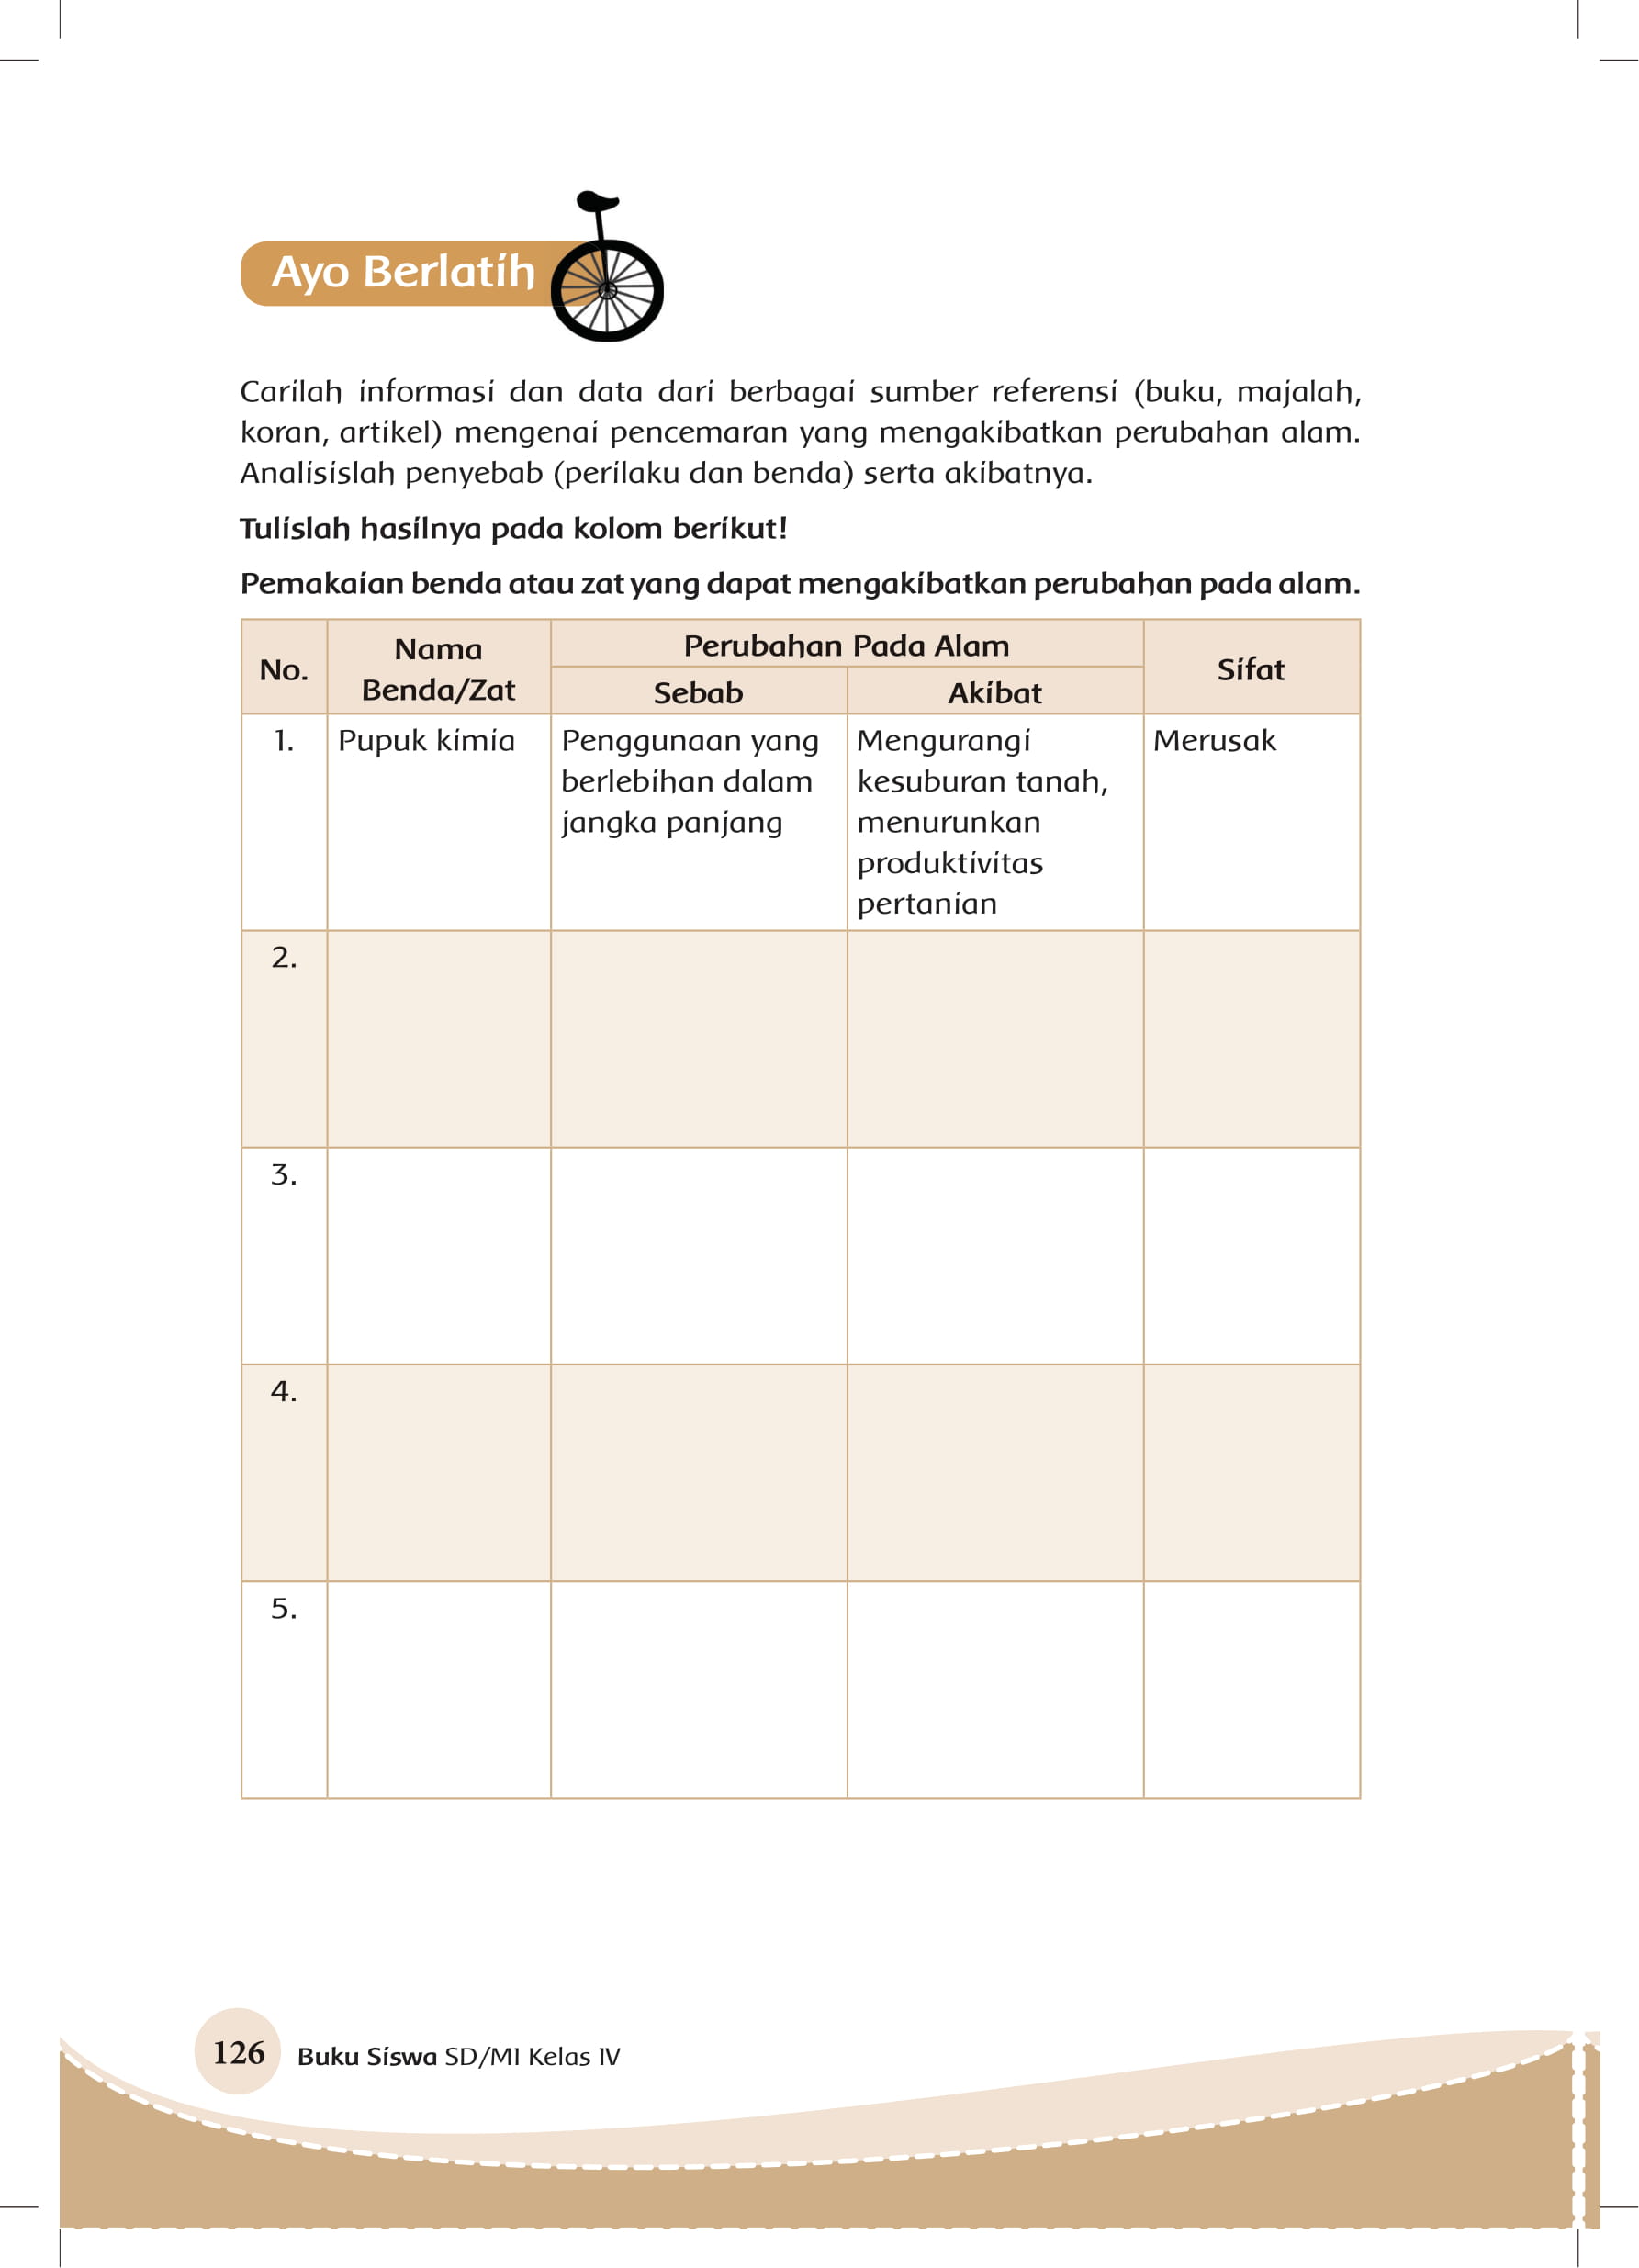 Ayo Berlatih
Carilah informasi dan data dari berbagai sumber referensi (buku, majalah,
koran, artikel) mengenai pencemaran yang mengakibatkan perubahan alam.
Analisislah penyebab (perilaku dan benda) serta akibatnya.
Tulislah hasilnya pada kolom berikut!
Pemakaian benda atau zat yang dapat mengakibatkan perubahan pada alam.
No.
Nama
Benda/Zat
Perubahan Pada Alam
Sebab
Akibat
Sifat
1.
Pupuk kimia
Penggunaan yang
berlebihan dalam
jangka panjang
Mengurangi
kesuburan tanah,
menurunkan
produktivitas
pertanian
Merusak
2.
3.
4.
5.
126 Buku Siswa SD/MI Kelas IV